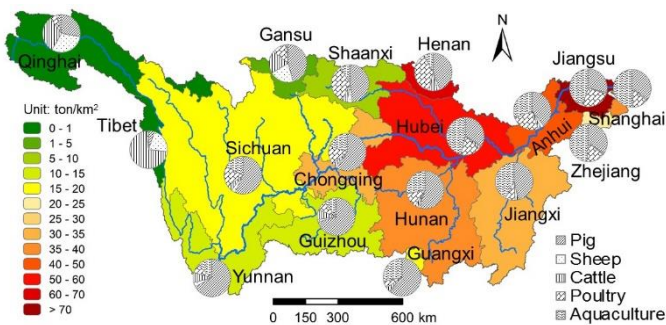 Gansu
Shaanxi
Henan
N
Jiangsu
Qinghai
Unit: ton/km²
0 - 1
1 - 5
5 - 10
10 - 15
15 - 20
20 - 25
25 - 30
30 - 35
35 - 40
40 - 50
50 - 60
60 - 70
> 70
Tibet
Sichuan
Chongqing
Hubei
Anhui
Shanghai
Zhejiang
Guizhou
Hunan
Jiangxi
Yunnan
Guangxi
Pig
Sheep
Cattle
Poultry
Aquaculture
0 150 300 600 km